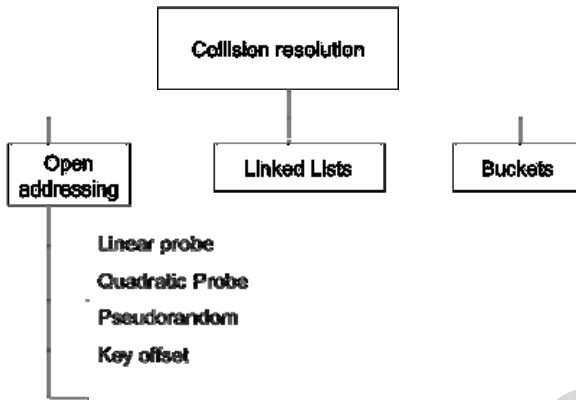 Collision resolution
Open
addressing
Linked Lists
Buckets
Linear probe
Quadratic Probe
Pseudorandom
Key offset